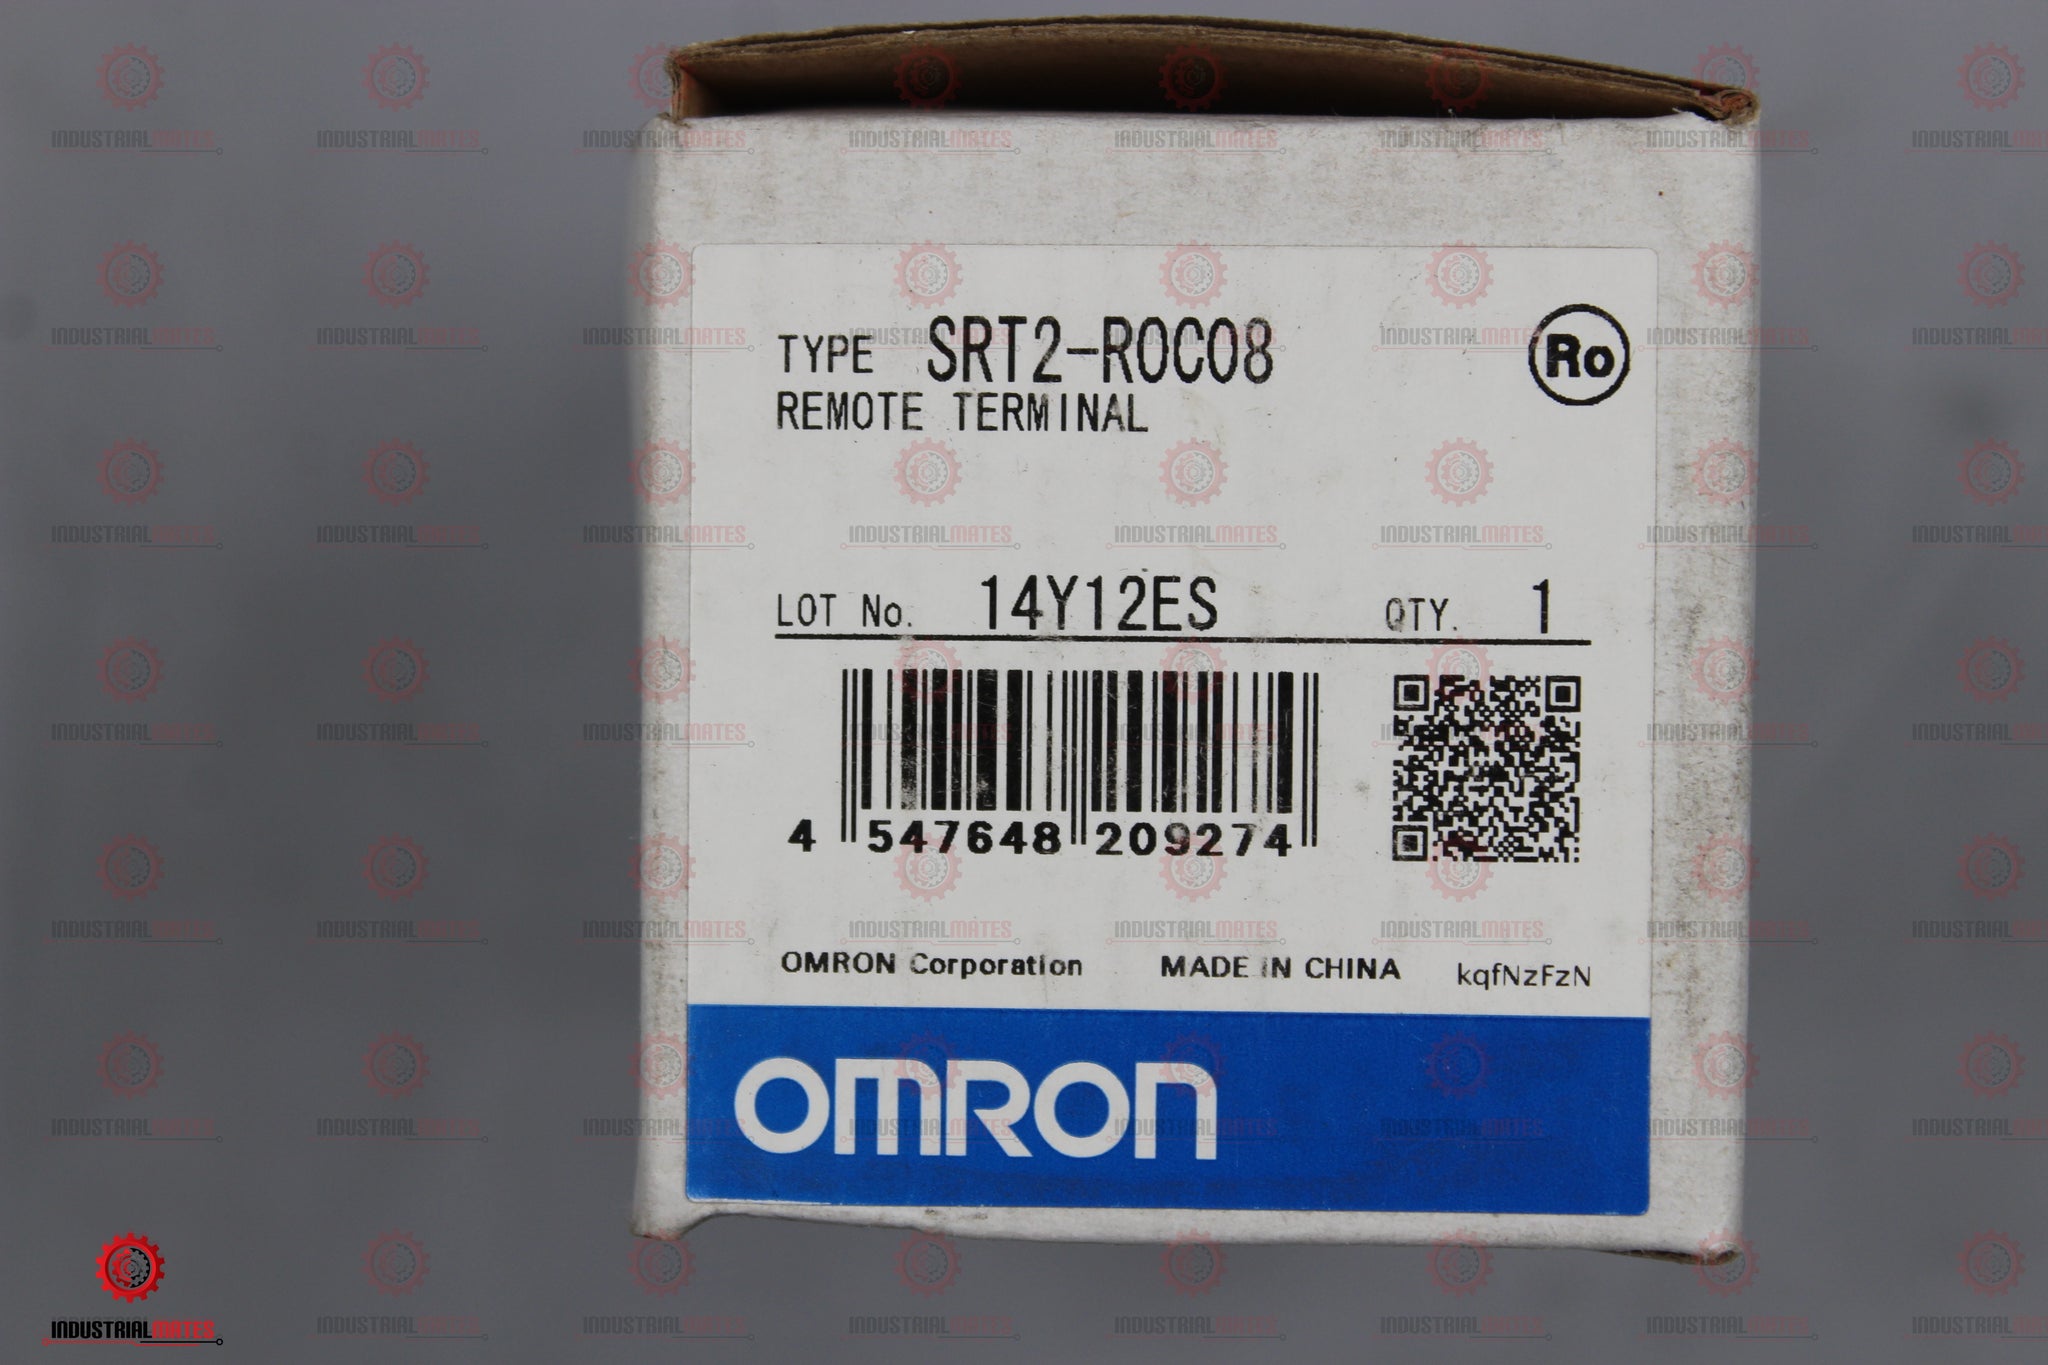 TYPE SRT2-ROC08
Ro
REMOTE TERMINAL
LOT No. 14Y12ES QTY. 1
4 547648 209274
OMRON Corporation MADE IN CHINA kqfNzFzN
OMRON
INDUSTRIALMATES